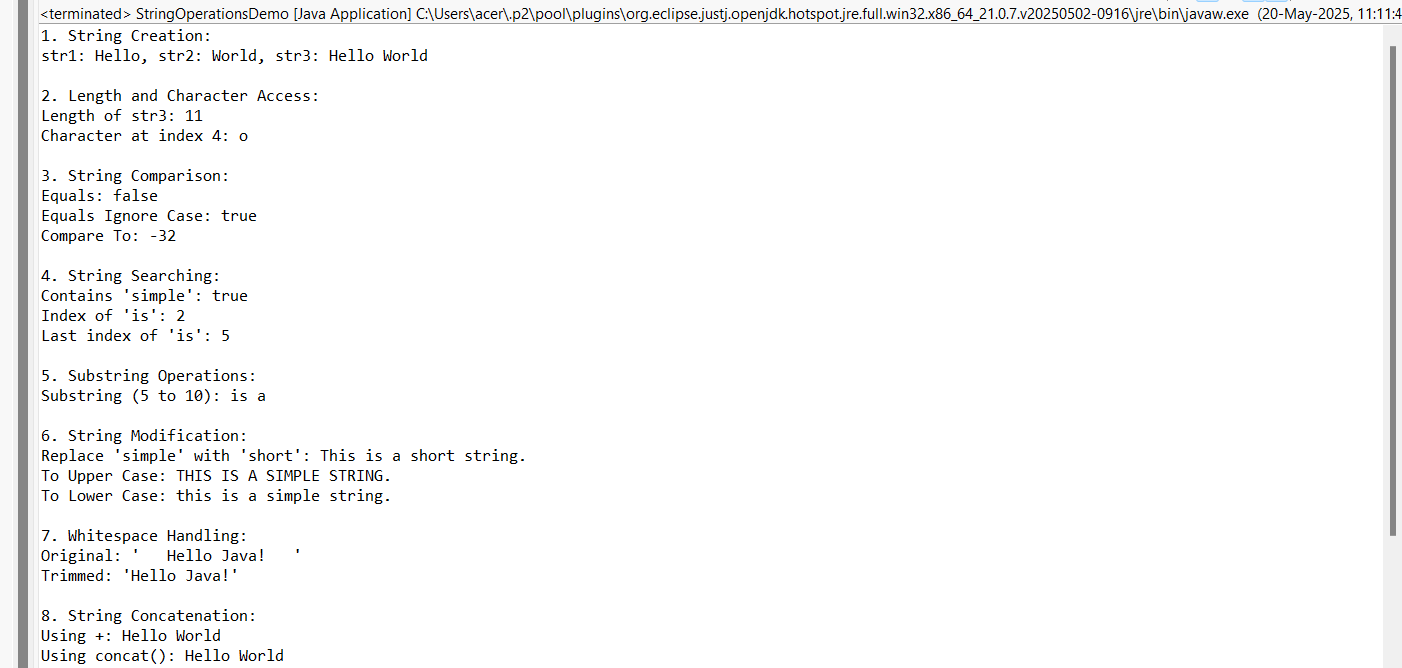 <terminated> StringOperationsDemo [Java Application] C:\Users\acer\.p2\pool\plugins\org.eclipse.justj.openjdk.hotspot.jre.full.win32.x86_64_21.0.7.v20250502-0916\jre\bin\javaw.exe (20-May-2025, 11:11:4
1. String Creation:
str1: Hello, str2: World, str3: Hello World

2. Length and Character Access:
Length of str3: 11
Character at index 4: o

3. String Comparison:
Equals: false
Equals Ignore Case: true
Compare To: -32

4. String Searching:
Contains 'simple': true
Index of 'is': 2
Last index of 'is': 5

5. Substring Operations:
Substring (5 to 10): is a

6. String Modification:
Replace 'simple' with 'short': This is a short string.
To Upper Case: THIS IS A SIMPLE STRING.
To Lower Case: this is a simple string.

7. Whitespace Handling:
Original: '   Hello Java!   '
Trimmed: 'Hello Java!'

8. String Concatenation:
Using +: Hello World
Using concat(): Hello World